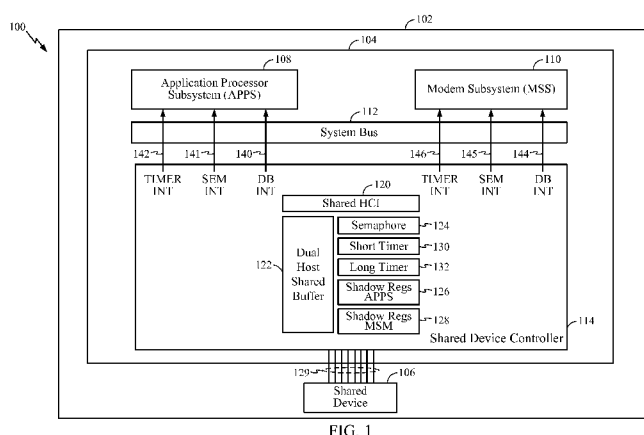 100
102
104
108
Application Processor
Subsystem (APPS)
110
Modem Subsystem (MSS)
112
System Bus
142
141
140
146
145
144
TIMER INT
SEM INT
DB INT
TIMER INT
SEM INT
DB INT
120
Shared HCI
122
Dual
Host
Shared
Buffer
Semaphore
124
Short Timer
130
Long Timer
132
Shadow Regs
APPS
126
Shadow Regs
MSM
128
114
Shared Device Controller
129
106
Shared
Device
FIG. 1